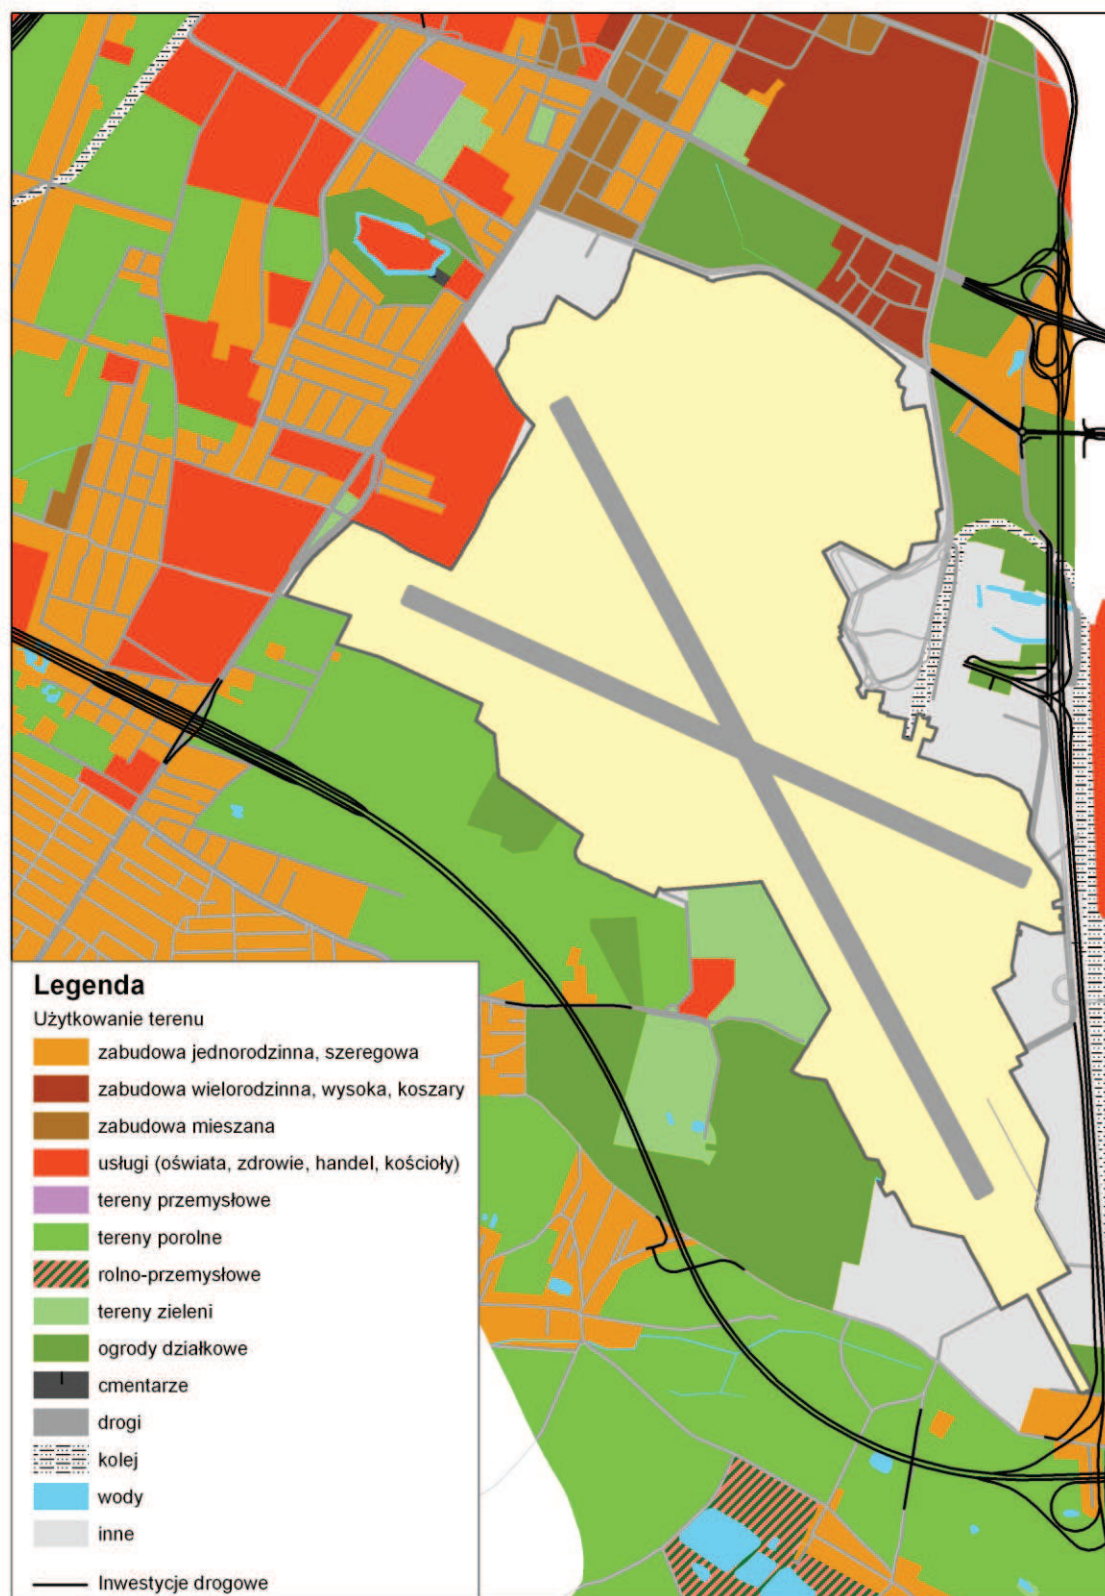 Legenda
Użytkowanie terenu
zabudowa jednorodzinna, szeregowa
zabudowa wielorodzinna, wysoka, koszary
zabudowa mieszana
usługi (oświata, zdrowie, handel, kościoły)
tereny przemysłowe
tereny porolne
rolno-przemysłowe
tereny zieleni
ogrody działkowe
cmentarze
drogi
kolej
wody
inne
Inwestycje drogowe